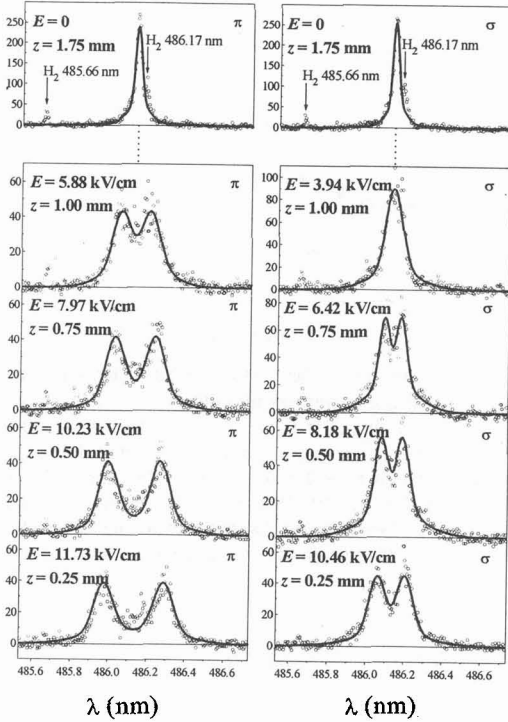 E = 0
z = 1.75 mm
π
H2 485.66 nm
H2 486.17 nm
250
200
150
100
50
0
E = 0
z = 1.75 mm
σ
H2 486.17 nm
H2 485.66 nm
250
200
150
100
50
0
E = 5.88 kV/cm
z = 1.00 mm
π
60
40
20
0
E = 3.94 kV/cm
z = 1.00 mm
σ
100
80
60
40
20
0
E = 7.97 kV/cm
z = 0.75 mm
π
60
40
20
0
E = 6.42 kV/cm
z = 0.75 mm
σ
80
60
40
20
0
E = 10.23 kV/cm
z = 0.50 mm
π
60
40
20
0
E = 8.18 kV/cm
z = 0.50 mm
σ
60
40
20
0
E = 11.73 kV/cm
z = 0.25 mm
π
60
40
20
0
E = 10.46 kV/cm
z = 0.25 mm
σ
60
40
20
0
485.6 485.8 486.0 486.2 486.4 486.6
485.6 485.8 486.0 486.2 486.4 486.6
λ (nm)
λ (nm)